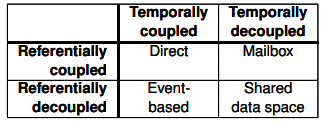 Temporally Temporally
coupled decoupled
Referentially Direct Mailbox
coupled
Referentially Event- Shared
decoupled based data space